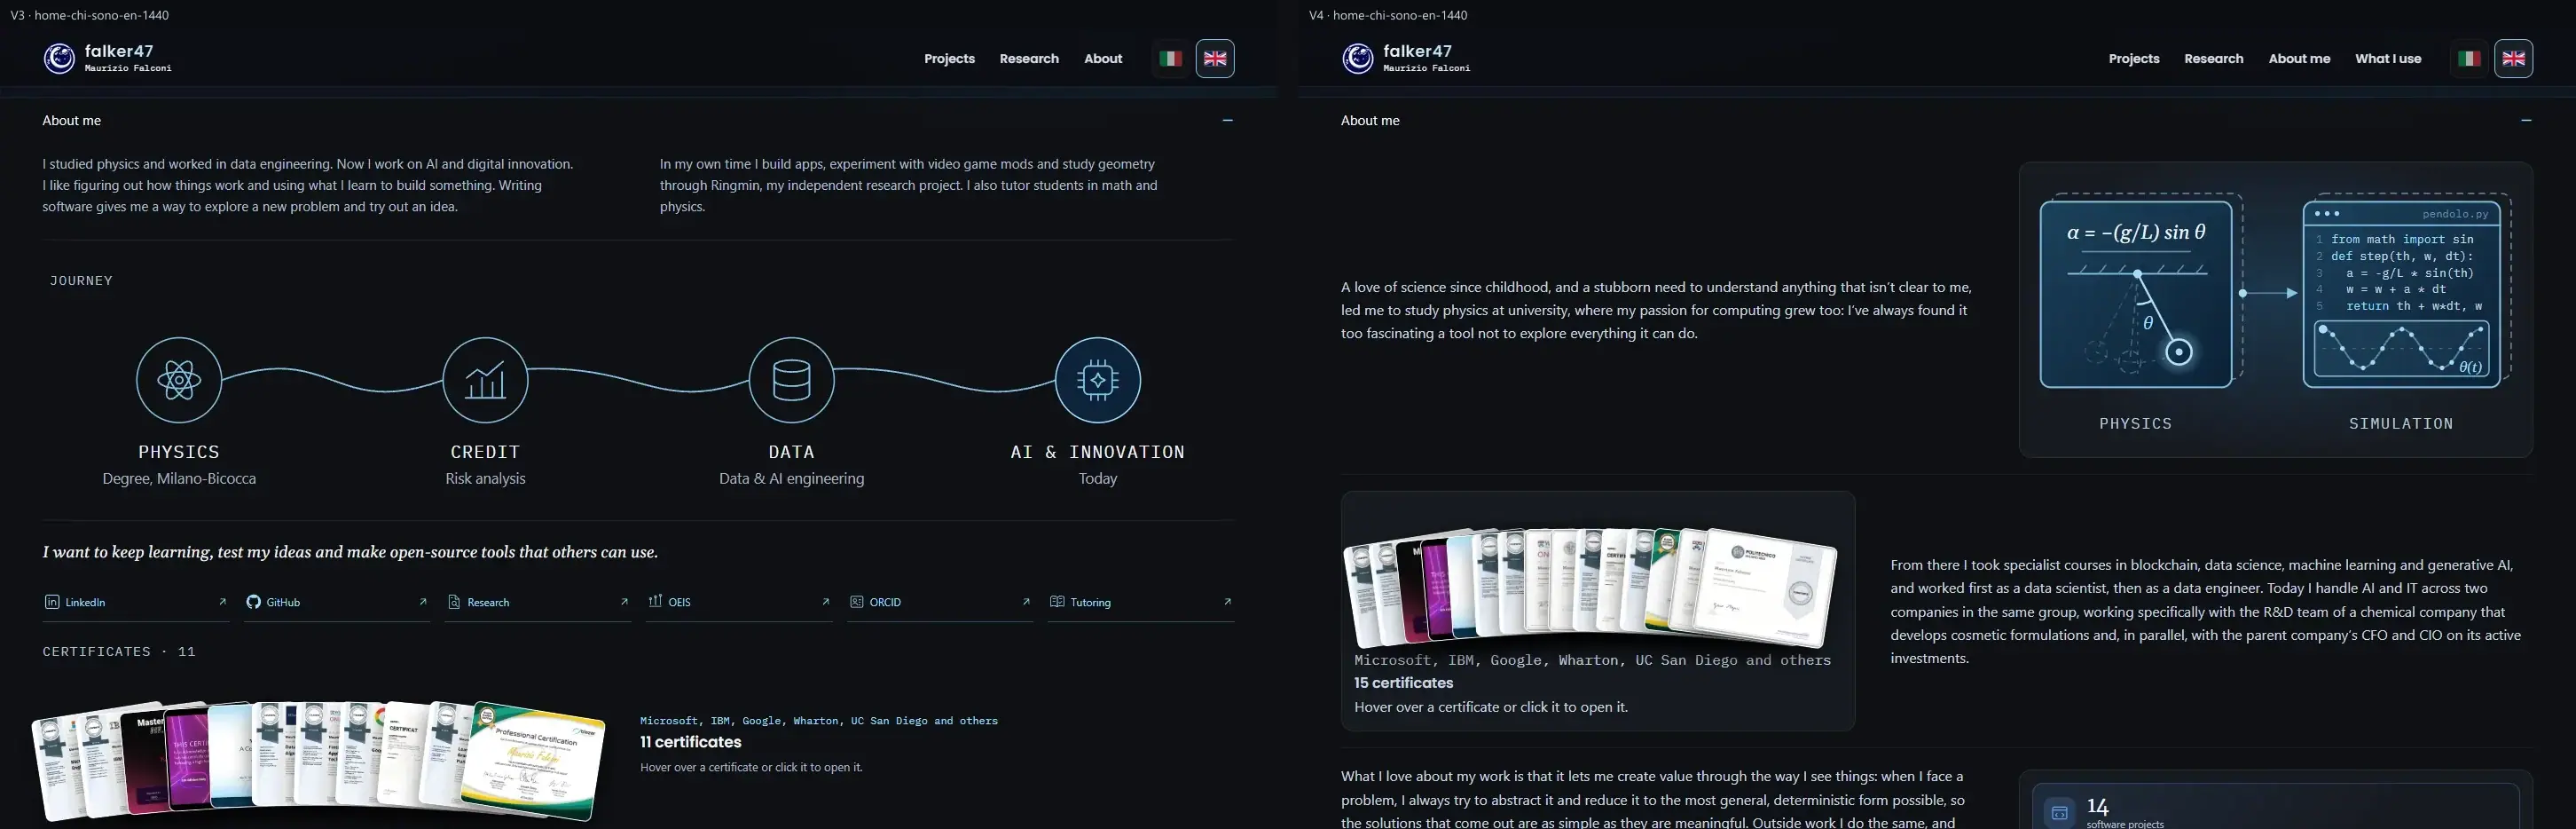 V3 · home-chi-sono-en-1440
falker47
Maurizio Falconi
Projects
Research
About
About me
I studied physics and worked in data engineering. Now I work on AI and digital innovation.
I like figuring out how things work and using what I learn to build something. Writing
software gives me a way to explore a new problem and try out an idea.
In my own time I build apps, experiment with video game mods and study geometry
through Ringmin, my independent research project. I also tutor students in math and
physics.
JOURNEY
PHYSICS
Degree, Milano-Bicocca
CREDIT
Risk analysis
DATA
Data & AI engineering
AI & INNOVATION
Today
I want to keep learning, test my ideas and make open-source tools that others can use.
LinkedIn
GitHub
Research
OEIS
ORCID
Tutoring
CERTIFICATES · 11
Professional Certification
Microsoft, IBM, Google, Wharton, UC San Diego and others
11 certificates
Hover over a certificate or click it to open it.
V4 · home-chi-sono-en-1440
falker47
Maurizio Falconi
Projects
Research
About me
What I use
About me
A love of science since childhood, and a stubborn need to understand anything that isn’t clear to me,
led me to study physics at university, where my passion for computing grew too: I’ve always found it
too fascinating a tool not to explore everything it can do.
α = −(g/L) sin θ
θ
PHYSICS
pendolo.py
1 from math import sin
2 def step(th, w, dt):
3 a = -g/L * sin(th)
4 w = w + a * dt
5 return th + w*dt, w
θ(t)
SIMULATION
POLITECNICO
Microsoft, IBM, Google, Wharton, UC San Diego and others
15 certificates
Hover over a certificate or click it to open it.
From there I took specialist courses in blockchain, data science, machine learning and generative AI,
and worked first as a data scientist, then as a data engineer. Today I handle AI and IT across two
companies in the same group, working specifically with the R&D team of a chemical company that
develops cosmetic formulations and, in parallel, with the parent company’s CFO and CIO on its active
investments.
What I love about my work is that it lets me create value through the way I see things: when I face a
problem, I always try to abstract it and reduce it to the most general, deterministic form possible, so
the solutions that come out are as simple as they are meaningful. Outside work I do the same, and
14
software projects